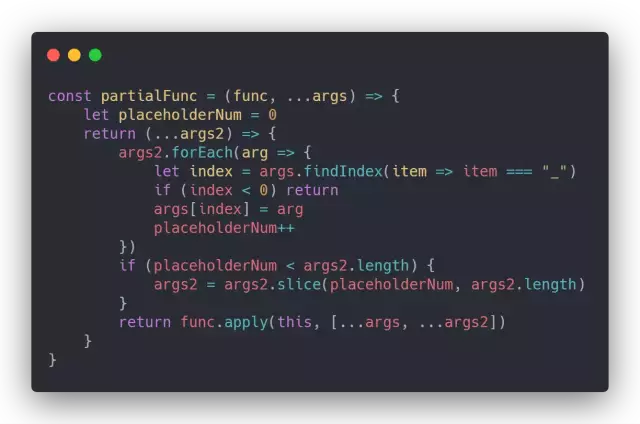 const partialFunc = (func, ...args) => {
    let placeholderNum = 0
    return (...args2) => {
        args2.forEach(arg => {
            let index = args.findIndex(item => item === "_")
            if (index < 0) return
            args[index] = arg
            placeholderNum++
        })
        if (placeholderNum < args2.length) {
            args2 = args2.slice(placeholderNum, args2.length)
        }
        return func.apply(this, [...args, ...args2])
    }
}